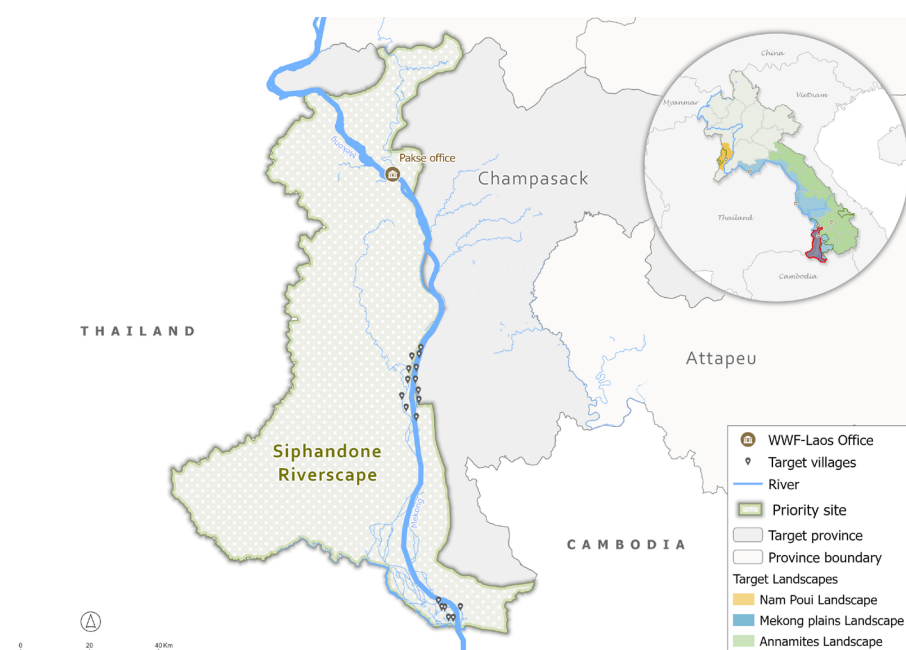 China
Myanmar
Vietnam
Thailand
Cambodia
Mekong
Pakse office
Champasack
THAILAND
Attapeu
Siphandone
Riverscape
Mekong
CAMBODIA
WWF-Laos Office
Target villages
River
Priority site
Target province
Province boundary
Target Landscapes
Nam Poui Landscape
Mekong plains Landscape
Annamites Landscape
0 20 40 Km